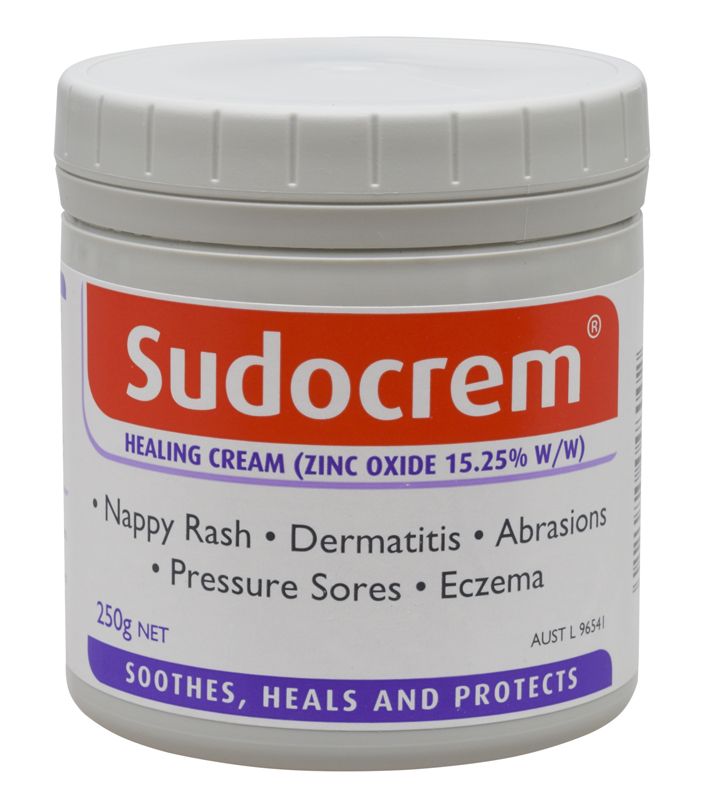 Sudocrem®
HEALING CREAM (ZINC OXIDE 15.25% W/W)
• Nappy Rash • Dermatitis • Abrasions
• Pressure Sores • Eczema
250g NET
AUST L 96541
SOOTHES, HEALS AND PROTECTS